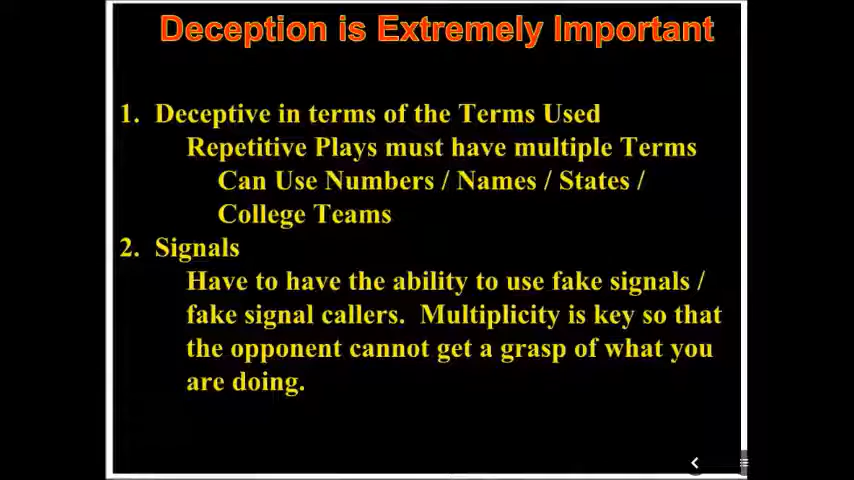 Deception is Extremely Important
1. Deceptive in terms of the Terms Used
Repetitive Plays must have multiple Terms
Can Use Numbers / Names / States /
College Teams
2. Signals
Have to have the ability to use fake signals /
fake signal callers. Multiplicity is key so that
the opponent cannot get a grasp of what you
are doing.